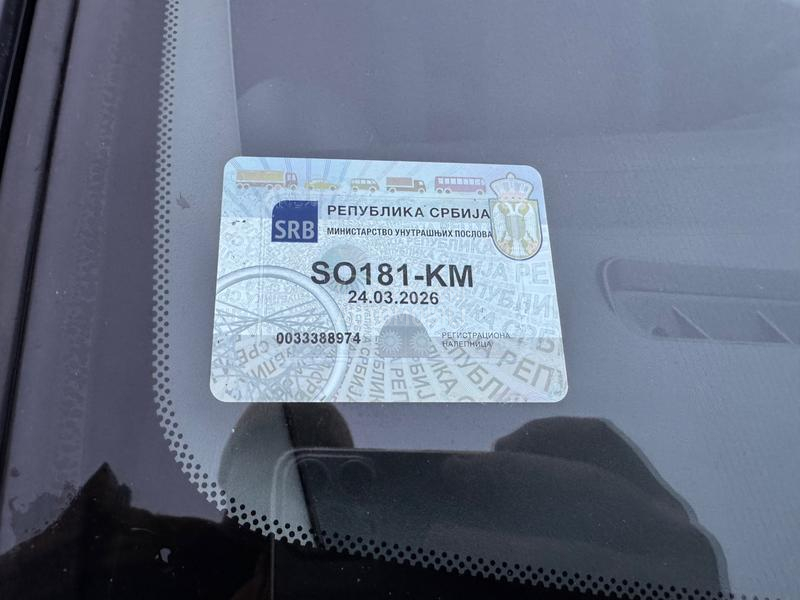 SRB
РЕПУБЛИКА СРБИЈА
МИНИСТАРСТВО УНУТРАШЊИХ ПОСЛОВА
SO181-KM
24.03.2026
0033388974
РЕГИСТРАЦИОНА
НАЛЕПНИЦА